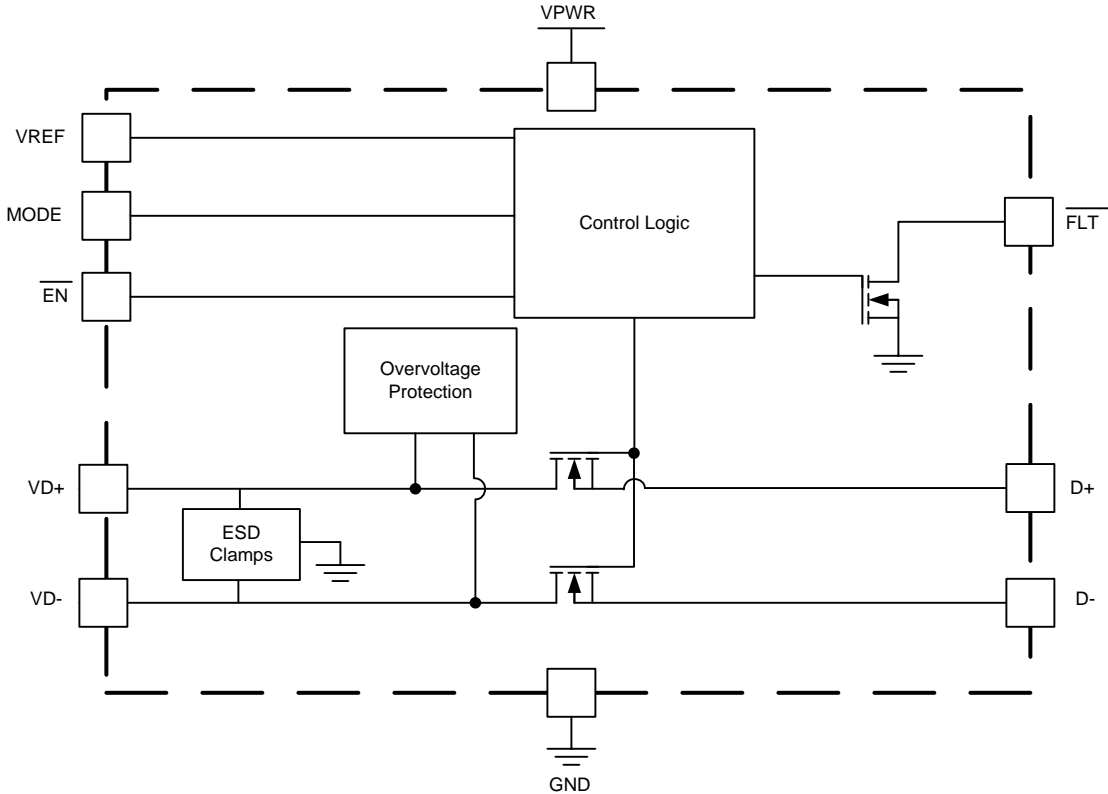 VPWR
VREF
MODE
Control Logic
FLT
EN
Overvoltage
Protection
VD+
D+
ESD
Clamps
VD-
D-
GND